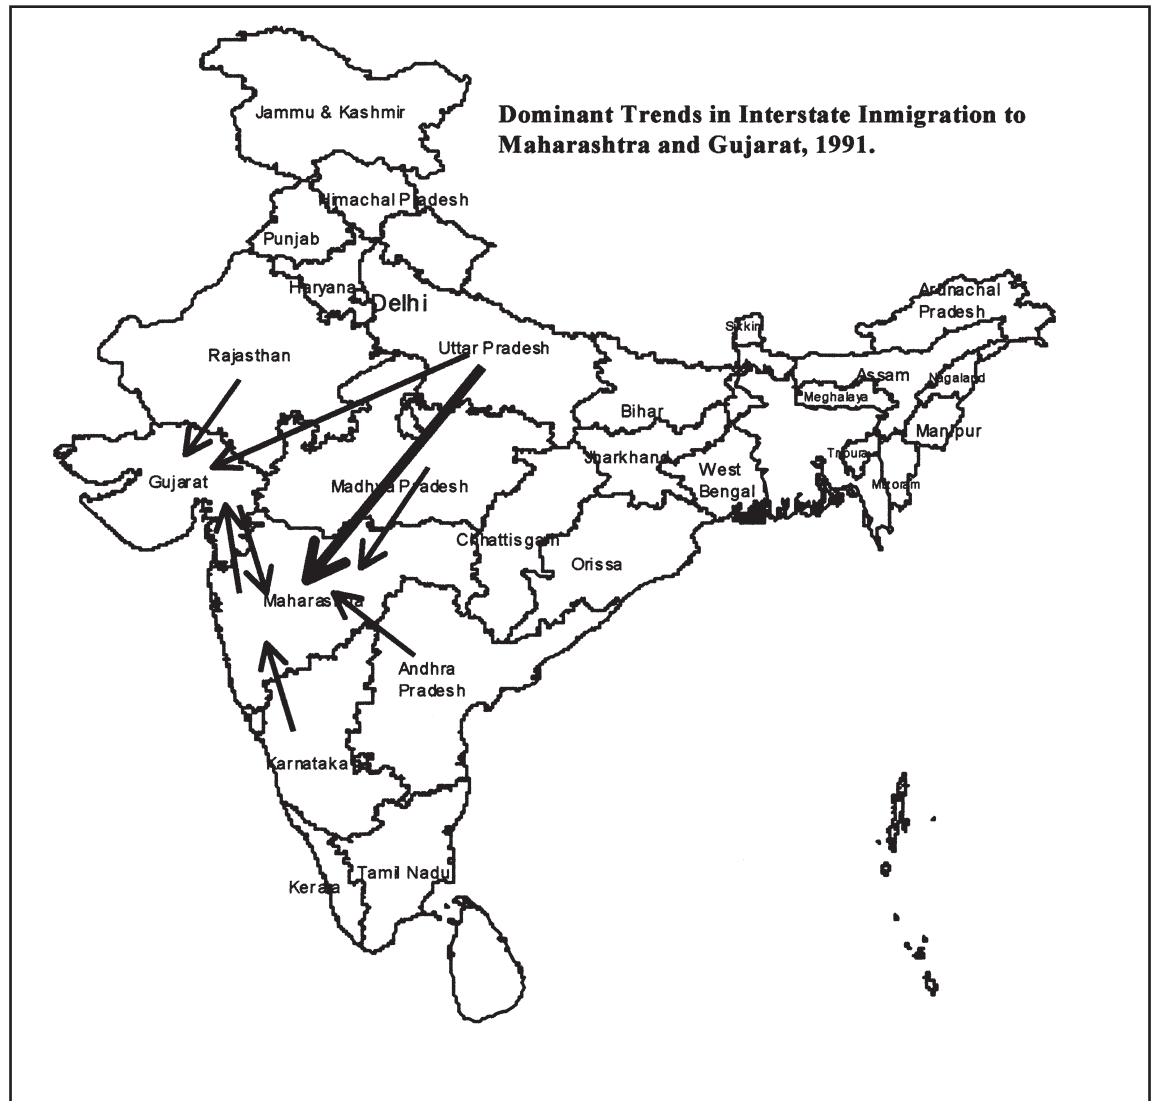 Jammu & Kashmir
Dominant Trends in Interstate Inmigration to
Maharashtra and Gujarat, 1991.
Himachal Pradesh
Punjab
Haryana
Delhi
Arunachal
Pradesh
Sikkim
Uttar Pradesh
Rajasthan
Assam
Nagaland
Meghalaya
Bihar
Manipur
Tripura
Jharkhand
West
Bengal
Gujarat
Madhya Pradesh
Mizoram
Chhattisgarh
Orissa
Maharashtra
Andhra
Pradesh
Karnataka
Tamil Nadu
Kerala